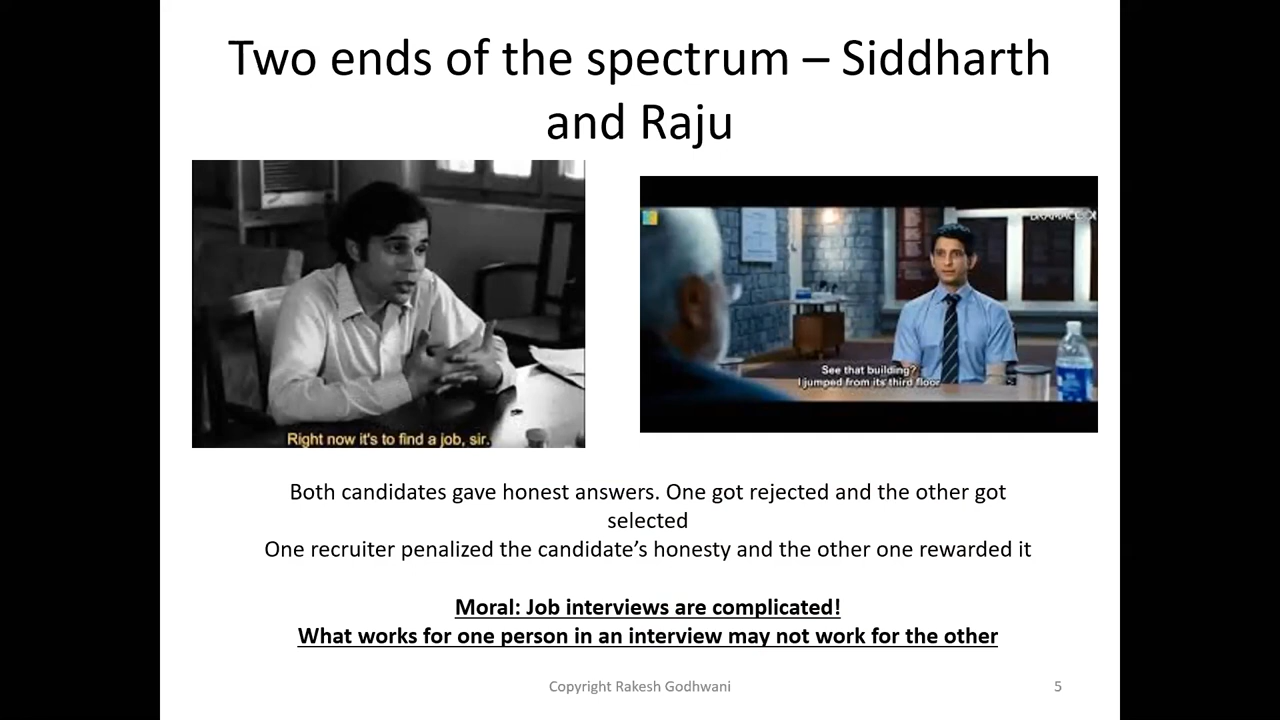 Two ends of the spectrum – Siddharth
and Raju
Right now it's to find a job, sir.
See that building?
I jumped from its third floor
Both candidates gave honest answers. One got rejected and the other got
selected
One recruiter penalized the candidate’s honesty and the other one rewarded it
Moral: Job interviews are complicated!
What works for one person in an interview may not work for the other
Copyright Rakesh Godhwani
5